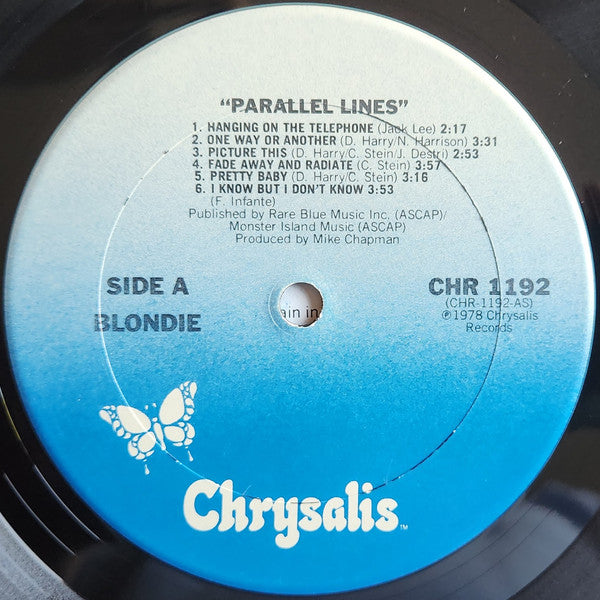 "PARALLEL LINES"
1. HANGING ON THE TELEPHONE (Jack Lee) 2:17
2. ONE WAY OR ANOTHER (D. Harry/N. Harrison) 3:31
3. PICTURE THIS (D. Harry/C. Stein/J. Destri) 2:53
4. FADE AWAY AND RADIATE (C. Stein) 3:57
5. PRETTY BABY (D. Harry/C. Stein) 3:16
6. I KNOW BUT I DON'T KNOW 3:53
(F. Infante)
Published by Rare Blue Music Inc. (ASCAP)/
Monster Island Music (ASCAP)
Produced by Mike Chapman
SIDE A
BLONDIE
CHR 1192
(CHR-1192-AS)
℗1978 Chrysalis
Records
ain in
Chrysalis™